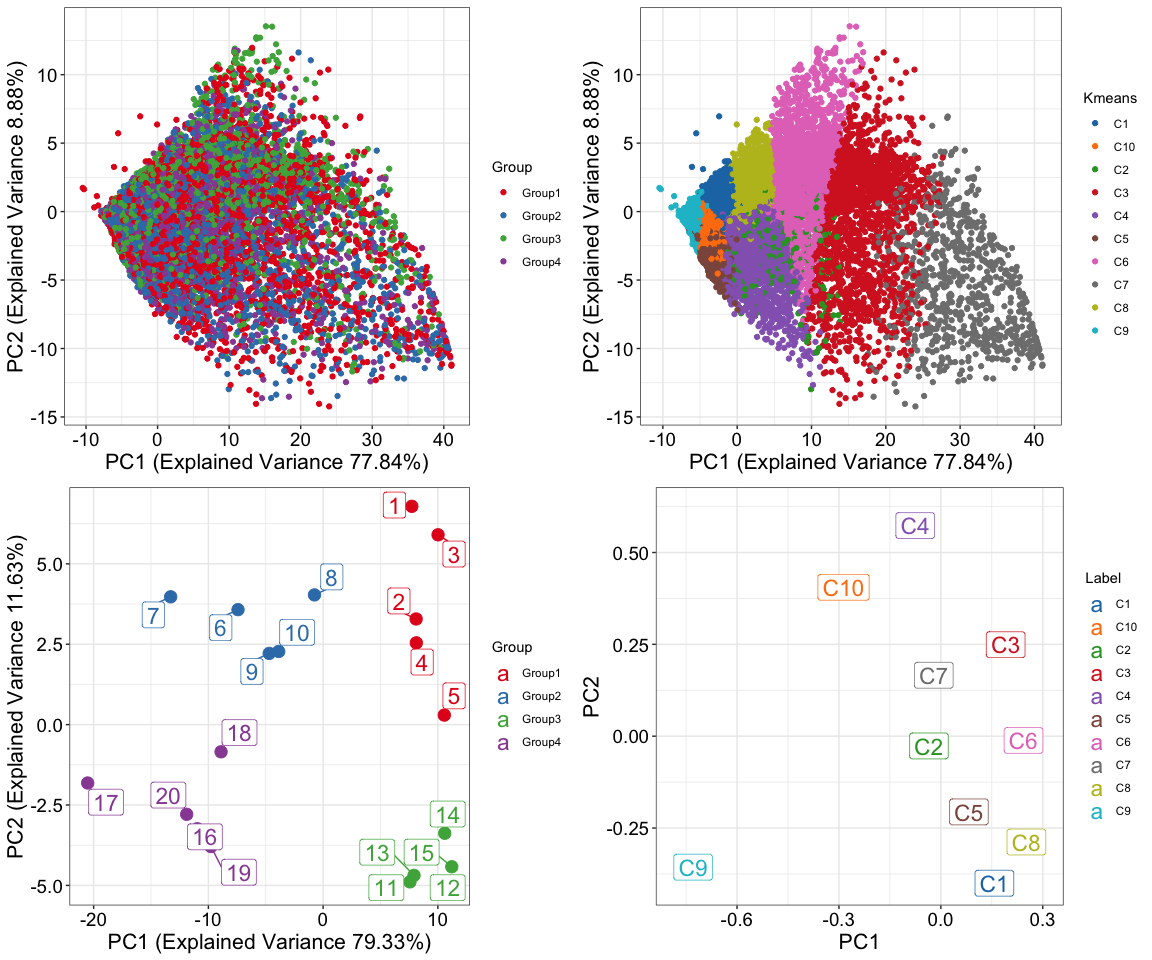 PC2 (Explained Variance 8.88%)
10
5
0
-5
-10
-15
-10 0 10 20 30 40
PC1 (Explained Variance 77.84%)
Group
Group1
Group2
Group3
Group4
PC2 (Explained Variance 8.88%)
10
5
0
-5
-10
-15
-10 0 10 20 30 40
PC1 (Explained Variance 77.84%)
Kmeans
C1
C10
C2
C3
C4
C5
C6
C7
C8
C9
PC2 (Explained Variance 11.63%)
5.0
2.5
0.0
-2.5
-5.0
1
3
8
2
7
6
10
4
9
5
18
17
20
14
16
13
15
19
11
12
-20 -10 0 10
PC1 (Explained Variance 79.33%)
Group
a Group1
a Group2
a Group3
a Group4
PC2
0.50
0.25
0.00
-0.25
C4
C10
C3
C7
C6
C2
C5
C8
C9
C1
-0.6 -0.3 0.0 0.3
PC1
Label
a C1
a C10
a C2
a C3
a C4
a C5
a C6
a C7
a C8
a C9